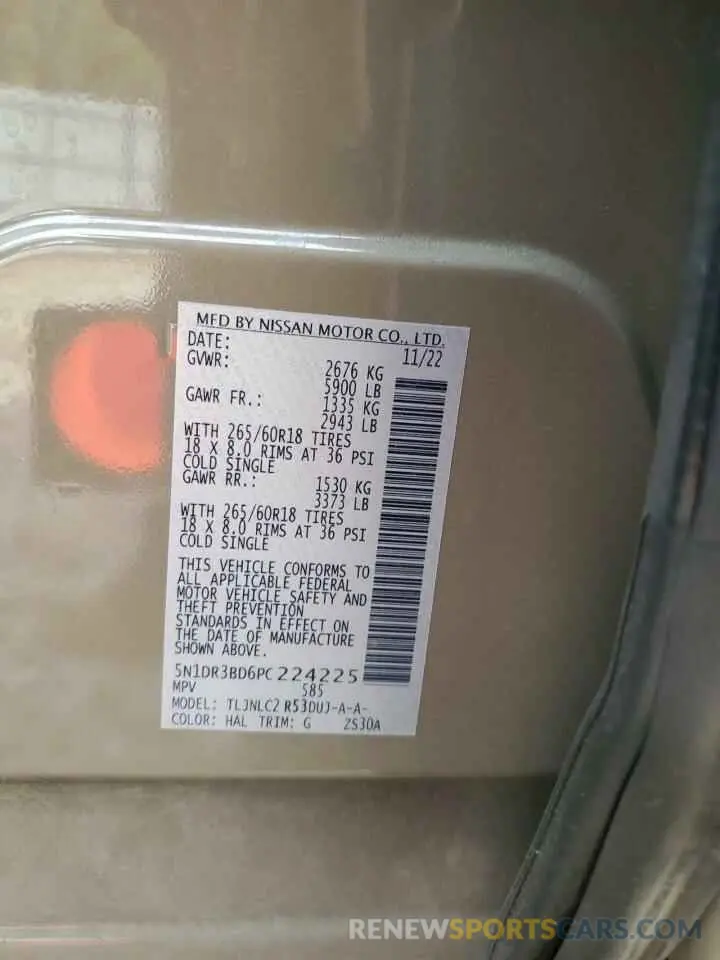 MFD BY NISSAN MOTOR CO., LTD.
DATE: 11/22
GVWR: 2676 KG
5900 LB
GAWR FR.: 1335 KG
2943 LB
WITH 265/60R18 TIRES
18 X 8.0 RIMS AT 36 PSI
COLD SINGLE
GAWR RR.: 1530 KG
3373 LB
WITH 265/60R18 TIRES
18 X 8.0 RIMS AT 36 PSI
COLD SINGLE
THIS VEHICLE CONFORMS TO
ALL APPLICABLE FEDERAL
MOTOR VEHICLE SAFETY AND
THEFT PREVENTION
STANDARDS IN EFFECT ON
THE DATE OF MANUFACTURE
SHOWN ABOVE.
5N1DR3BD6PC224225
MPV 585
MODEL: TLJNLC2 R53DUJ-A-A-
COLOR: HAL TRIM: G ZS30A
RENEWSPORTSCARS.COM